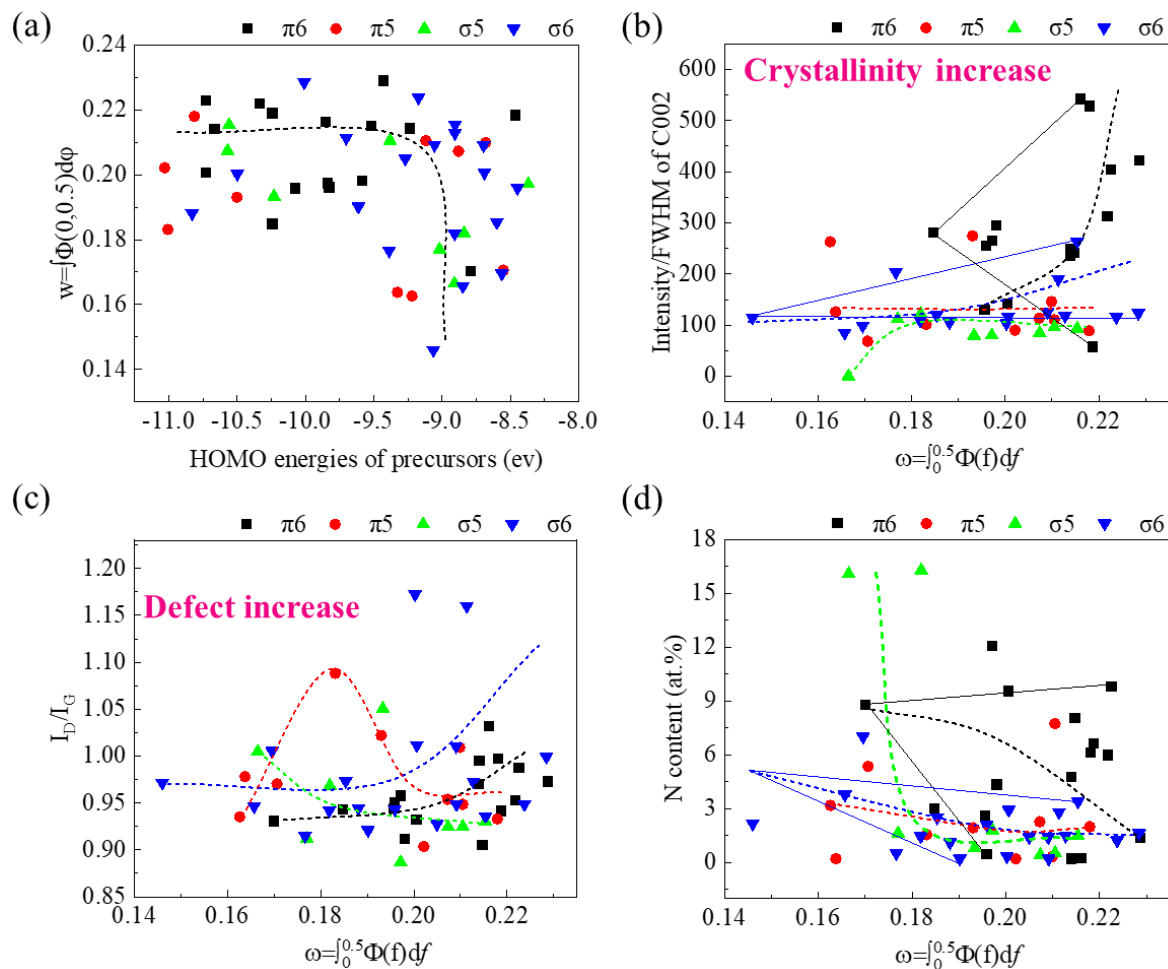 (a)
π6 π5 σ5 σ6
0.24
0.22
0.20
0.18
0.16
0.14
w=∫Φ(0,0.5)dφ
-11.0 -10.5 -10.0 -9.5 -9.0 -8.5 -8.0
HOMO energies of precursors (ev)
(b)
π6 π5 σ5 σ6
Crystallinity increase
600
500
400
300
200
100
0
Intensity/FWHM of C002
0.14 0.16 0.18 0.20 0.22
ω=∫₀^0.5Φ(f)df
(c)
π6 π5 σ5 σ6
Defect increase
1.20
1.15
1.10
1.05
1.00
0.95
0.90
0.85
I_D/I_G
0.14 0.16 0.18 0.20 0.22
ω=∫₀^0.5Φ(f)df
(d)
π6 π5 σ5 σ6
18
15
12
9
6
3
0
N content (at.%)
0.14 0.16 0.18 0.20 0.22
ω=∫₀^0.5Φ(f)df